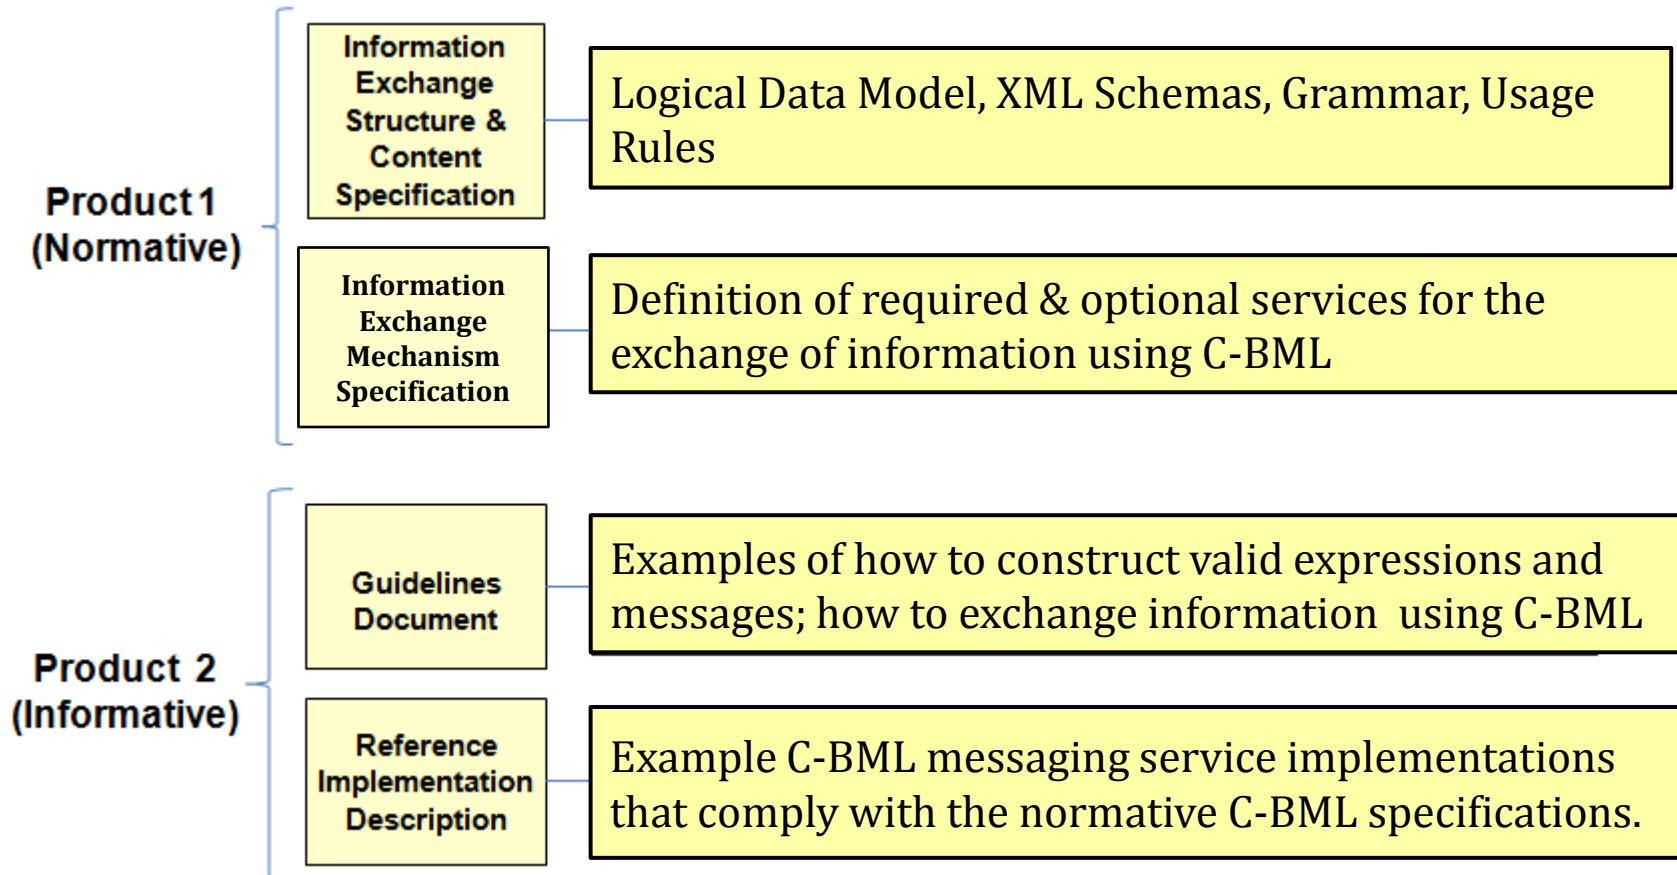 Product 1
(Normative)
Information
Exchange
Structure &
Content
Specification
Logical Data Model, XML Schemas, Grammar, Usage
Rules
Information
Exchange
Mechanism
Specification
Definition of required & optional services for the
exchange of information using C-BML
Product 2
(Informative)
Guidelines
Document
Examples of how to construct valid expressions and
messages; how to exchange information  using C-BML
Reference
Implementation
Description
Example C-BML messaging service implementations
that comply with the normative C-BML specifications.